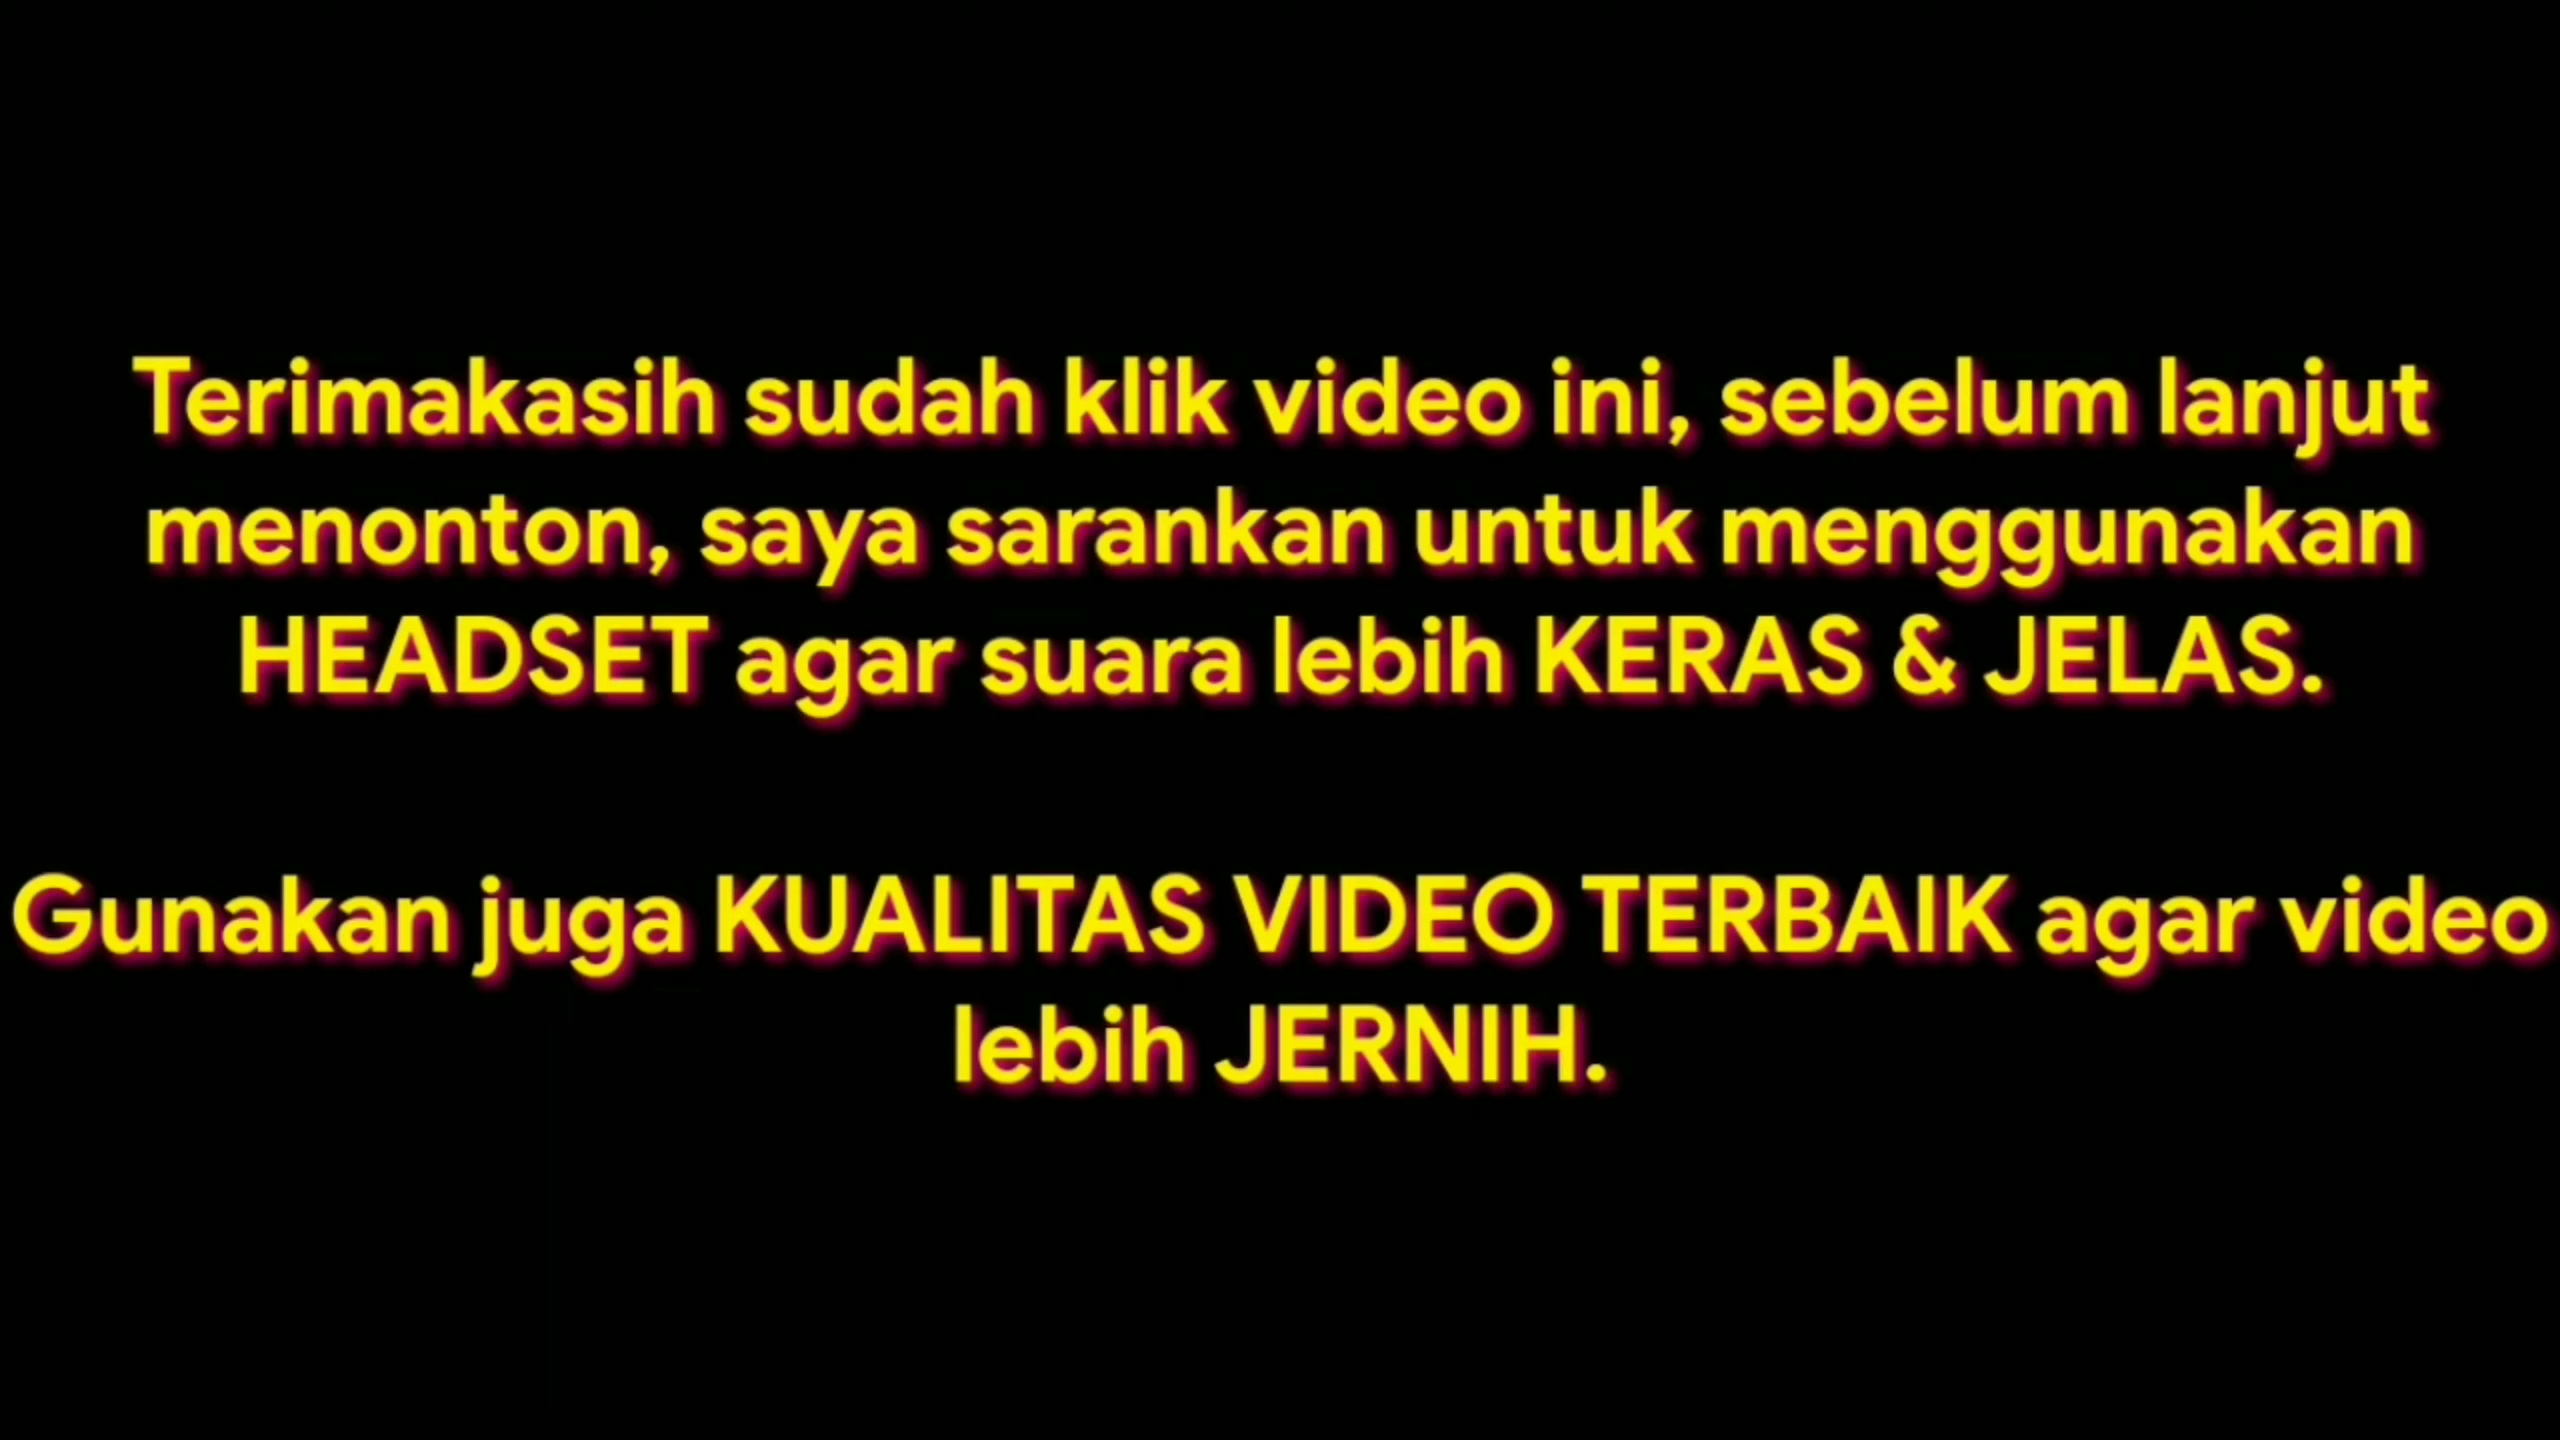 Terimakasih sudah klik video ini, sebelum lanjut
menonton, saya sarankan untuk menggunakan
HEADSET agar suara lebih KERAS & JELAS.
Gunakan juga KUALITAS VIDEO TERBAIK agar video
lebih JERNIH.